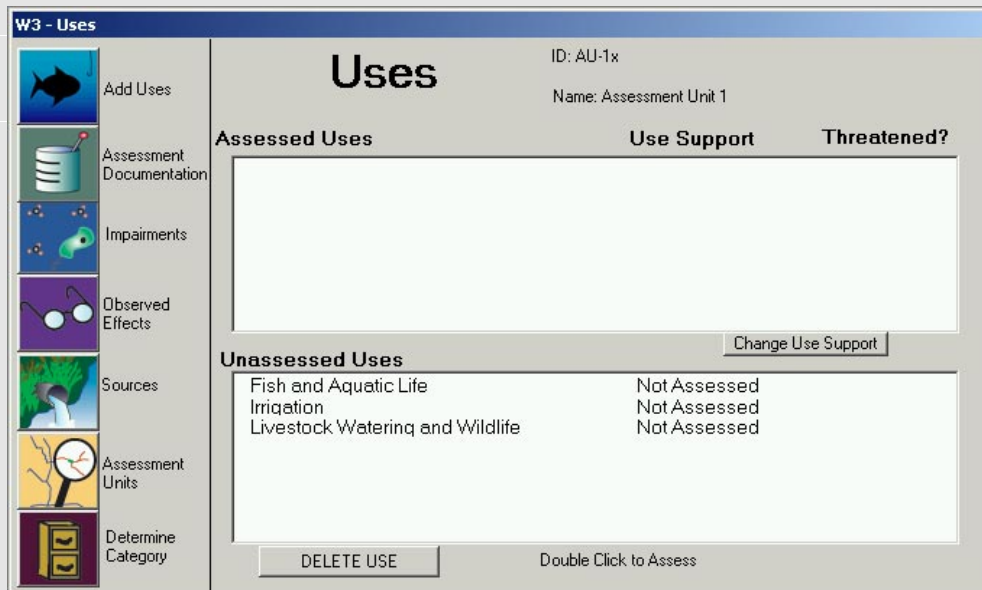 W3 - Uses
Add Uses
Assessment
Documentation
Impairments
Observed
Effects
Sources
Assessment
Units
Determine
Category
Uses
ID: AU-1x
Name: Assessment Unit 1
Assessed Uses Use Support Threatened?
Change Use Support
Unassessed Uses
Fish and Aquatic Life Not Assessed
Irrigation Not Assessed
Livestock Watering and Wildlife Not Assessed
DELETE USE Double Click to Assess